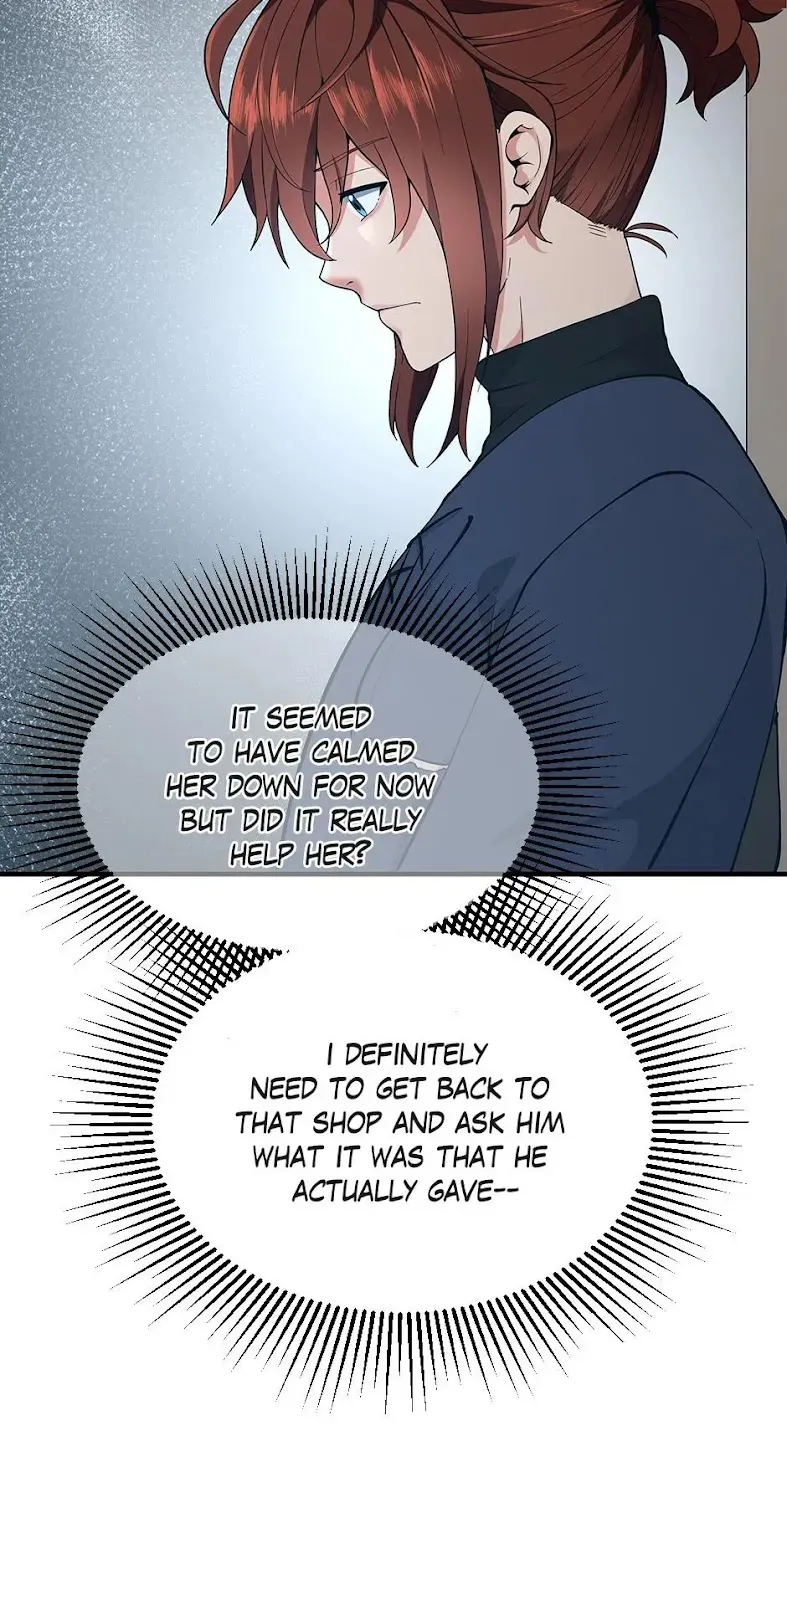 IT SEEMED
TO HAVE CALMED
HER DOWN FOR NOW
BUT DID IT REALLY
HELP HER?
I DEFINITELY
NEED TO GET BACK TO
THAT SHOP AND ASK HIM
WHAT IT WAS THAT HE
ACTUALLY GAVE--